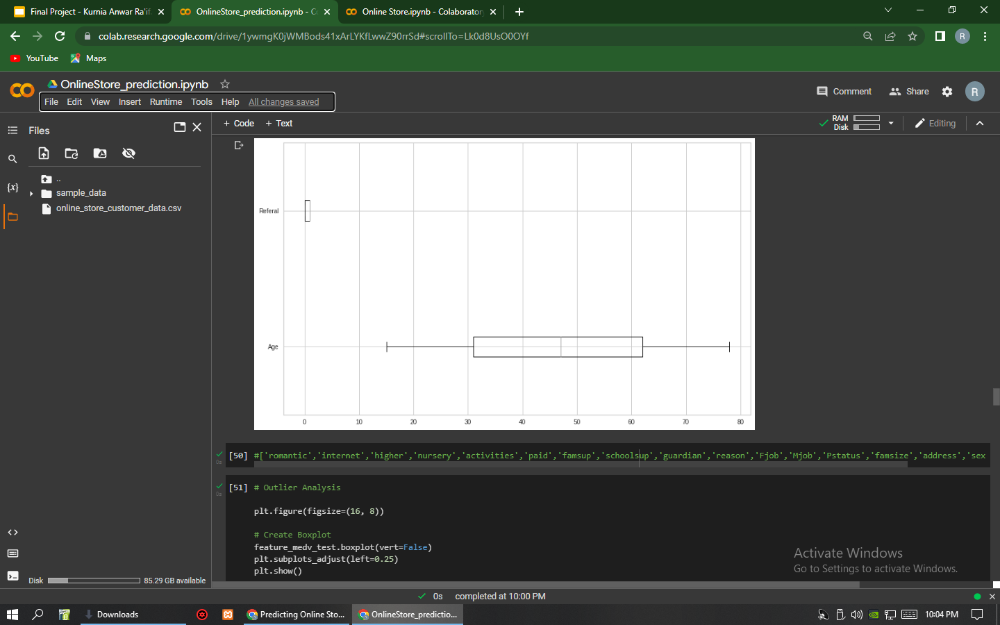 Final Project - Kurnia Anwar Ra'if
OnlineStore_prediction.ipynb - Co
Online Store.ipynb - Colaboratory
colab.research.google.com/drive/1ywmgK0jWMBods41xArLYKfLwwZ90rrSd#scrollTo=Lk0d8UsO0OYf
R
YouTube
Maps
OnlineStore_prediction.ipynb
Comment
Share
R
File Edit View Insert Runtime Tools Help All changes saved
Files
+ Code + Text
RAM
Disk
Editing
..
sample_data
online_store_customer_data.csv
{x}
Referal
Age
0 10 20 30 40 50 60 70 80
0s
[50] #['romantic','internet','higher','nursery','activities','paid','famsup','schoolsup','guardian','reason','Fjob','Mjob','Pstatus','famsize','address','sex
0s
[51] # Outlier Analysis
plt.figure(figsize=(16, 8))
# Create Boxplot
feature_medv_test.boxplot(vert=False)
plt.subplots_adjust(left=0.25)
plt.show()
Activate Windows
Go to Settings to activate Windows.
Disk 85.29 GB available
0s completed at 10:00 PM
Downloads
Predicting Online Sto...
OnlineStore_predictio...
10:04 PM